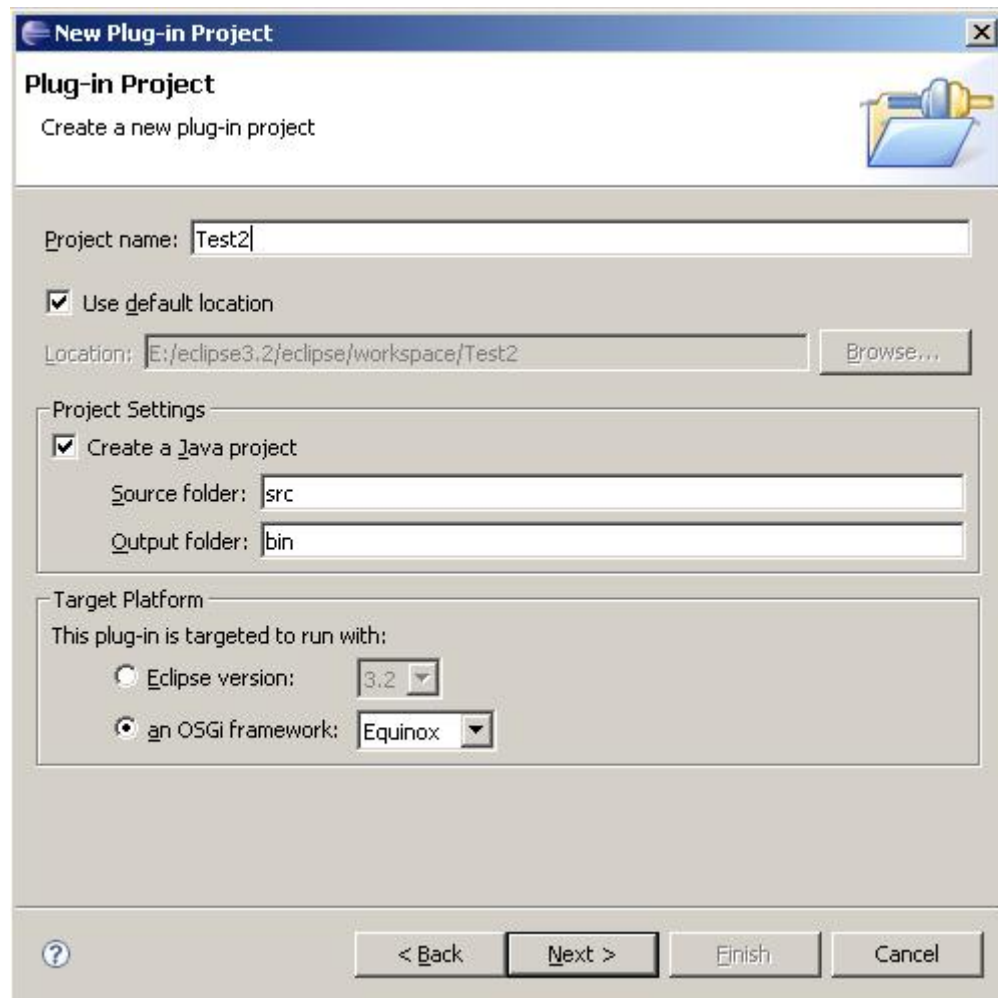 New Plug-in Project
Plug-in Project
Create a new plug-in project
Project name: Test2
Use default location
Location: E:/eclipse3.2/eclipse/workspace/Test2 Browse...
Project Settings
Create a Java project
Source folder: src
Output folder: bin
Target Platform
This plug-in is targeted to run with:
Eclipse version: 3.2
an OSGi framework: Equinox
? < Back Next > Finish Cancel